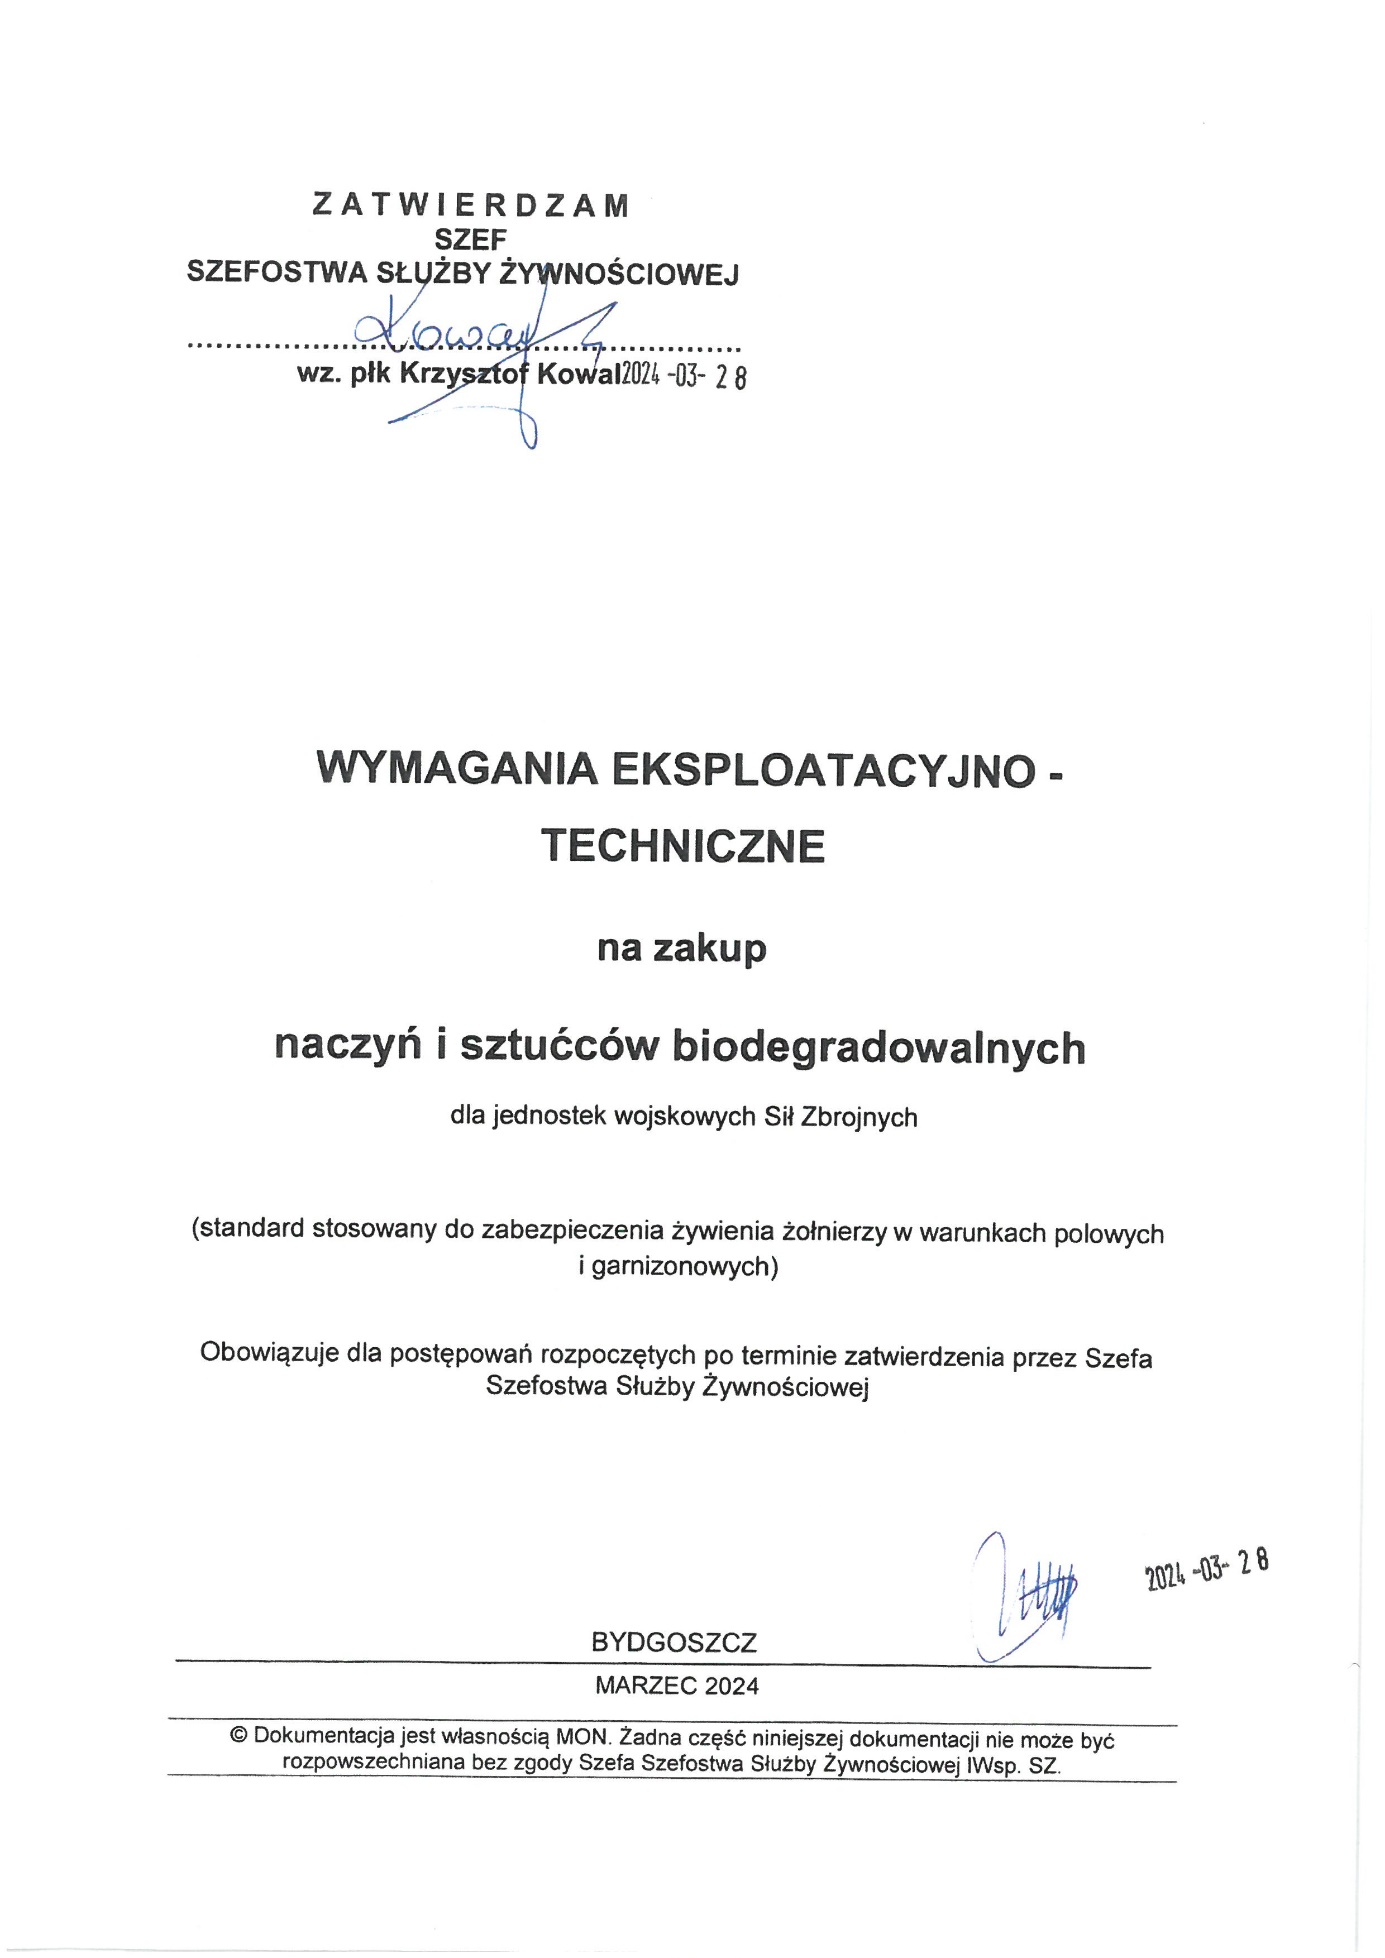 ZATWIERDZAM
SZEF
SZEFOSTWA SŁUŻBY ŻYWNOŚCIOWEJ
Kowal
wz. płk Krzysztof Kowal 2024 -03- 28
WYMAGANIA EKSPLOATACYJNO -
TECHNICZNE
na zakup
naczyń i sztućców biodegradowalnych
dla jednostek wojskowych Sił Zbrojnych
(standard stosowany do zabezpieczenia żywienia żołnierzy w warunkach polowych
i garnizonowych)
Obowiązuje dla postępowań rozpoczętych po terminie zatwierdzenia przez Szefa
Szefostwa Służby Żywnościowej
2024 -03- 28
BYDGOSZCZ
MARZEC 2024
© Dokumentacja jest własnością MON. Żadna część niniejszej dokumentacji nie może być
rozpowszechniana bez zgody Szefa Szefostwa Służby Żywnościowej IWsp. SZ.